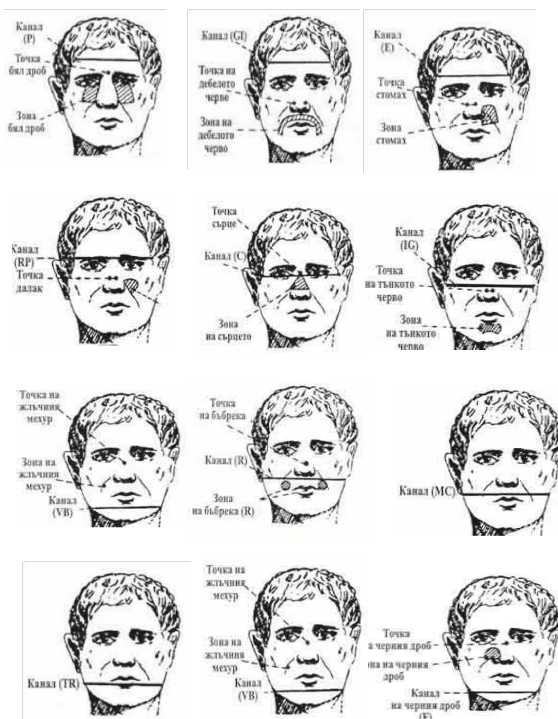 Канал
(P)
Точка
бял дроб
Зона
бял дроб
Канал (GI)
Точка на
дебелото
черво
Зона на
дебелото
черво
Канал
(E)
Точка
стомах
Зона
стомах
Канал
(RP)
Точка
далак
Точка
сърце
Канал (C)
Зона
на сърцето
Канал
(IG)
Точка
на тънкото
черво
Зона
на тънкото
черво
Точка на
жлъчния
мехур
Зона на
жлъчния
мехур
Канал
(VB)
Точка
на бъбрека
Канал (R)
Зона
на бъбрека (R)
Канал (MC)
Канал (TR)
Точка на
жлъчния
мехур
Зона на
жлъчния
мехур
Канал
(VB)
Точка
а черния дроб
на на черния
дроб
Канал
на черния дроб
(F)